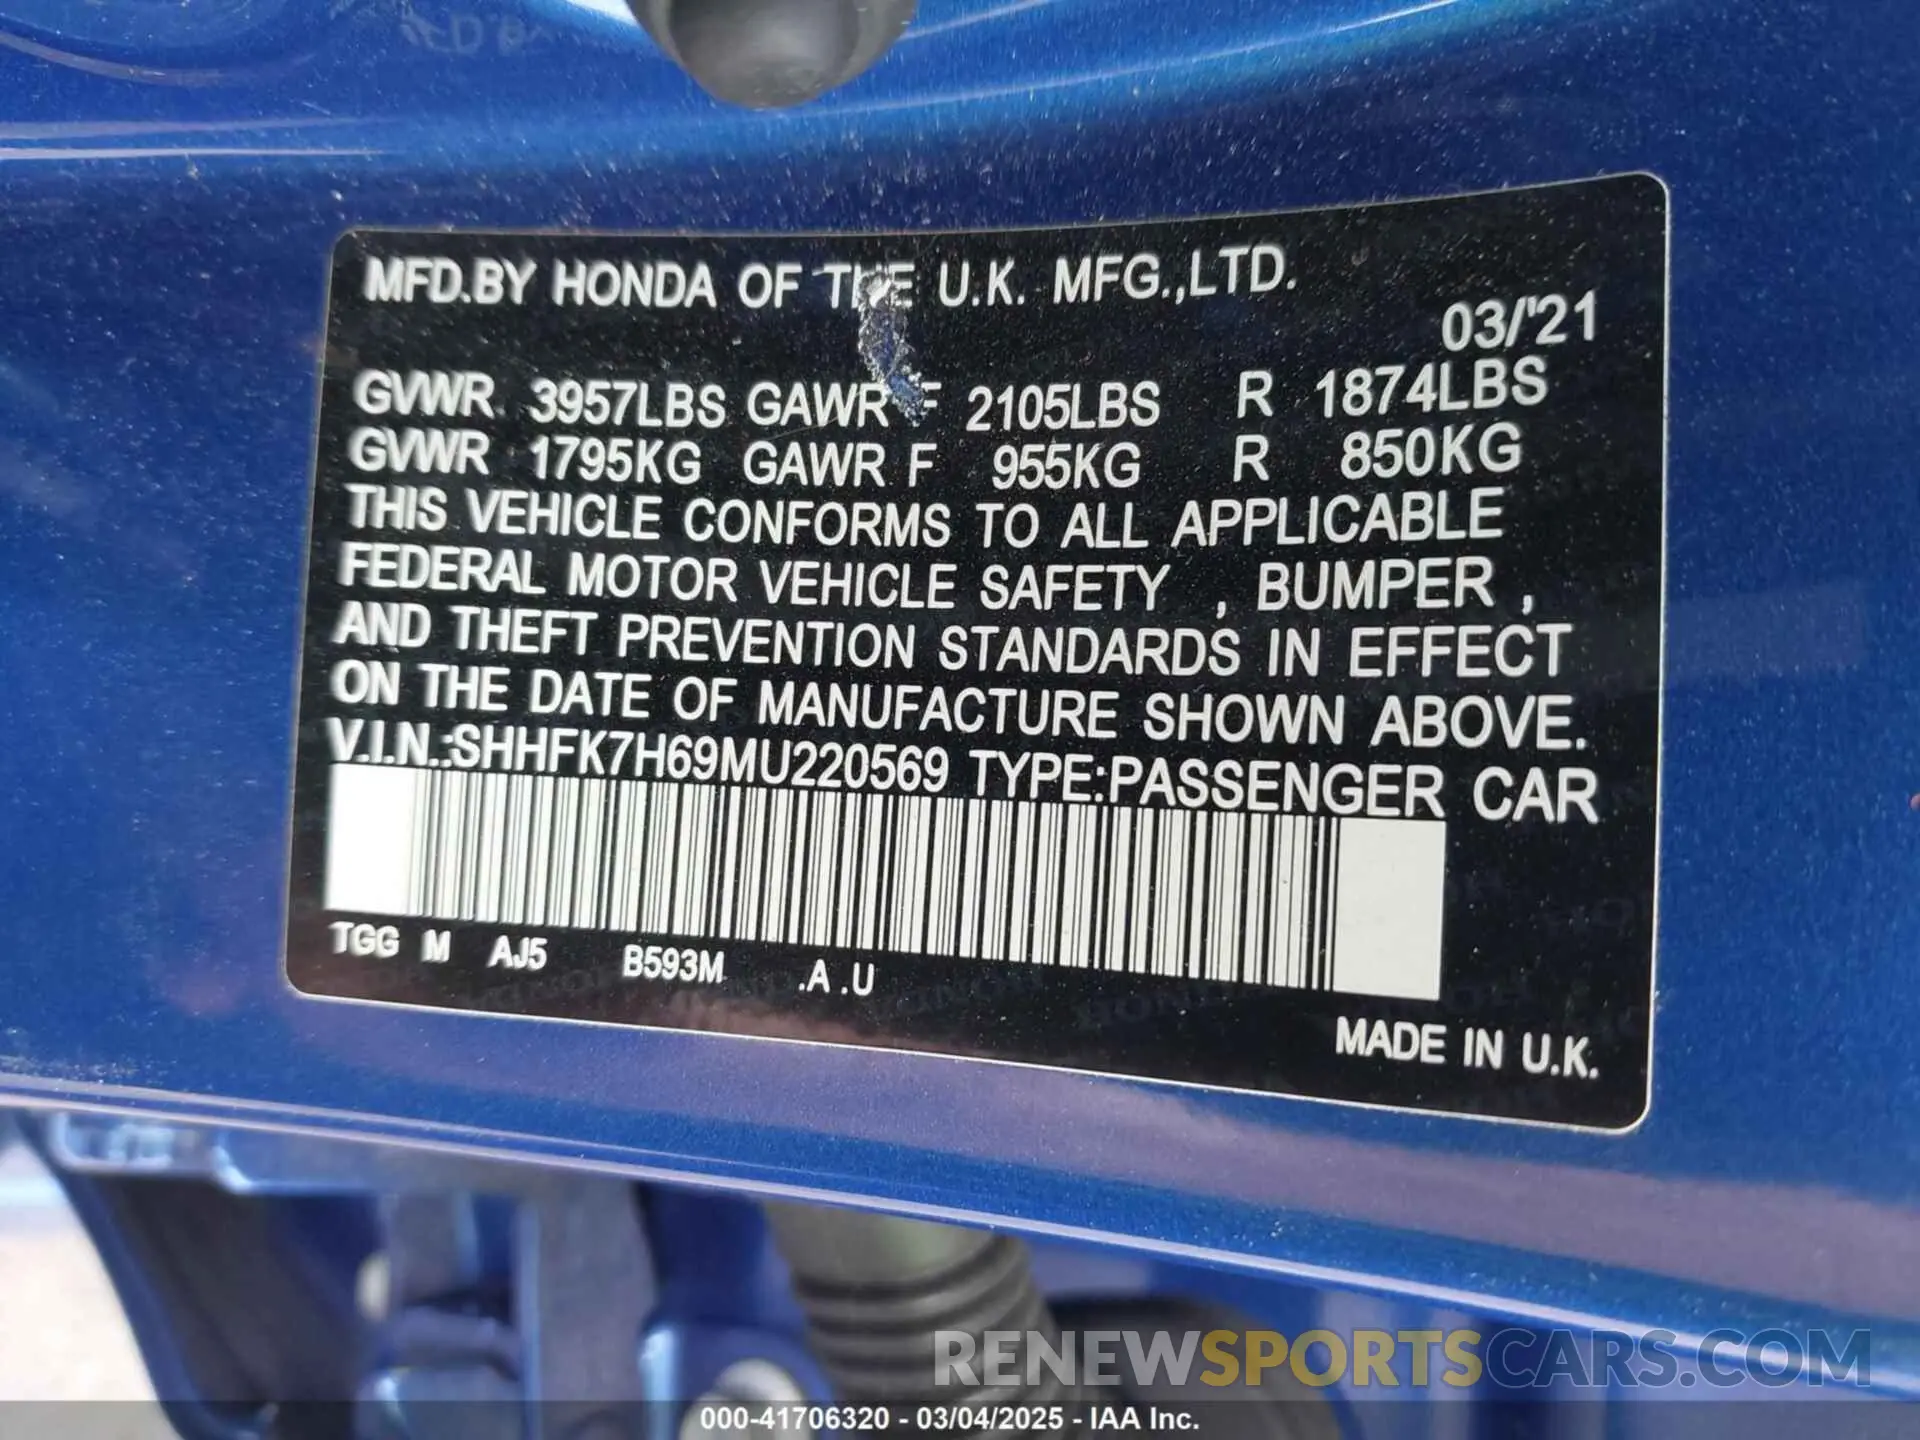 MFD.BY HONDA OF THE U.K. MFG.,LTD.
03/'21
GVWR 3957LBS GAWR F 2105LBS R 1874LBS
GVWR 1795KG GAWR F 955KG R 850KG
THIS VEHICLE CONFORMS TO ALL APPLICABLE
FEDERAL MOTOR VEHICLE SAFETY , BUMPER ,
AND THEFT PREVENTION STANDARDS IN EFFECT
ON THE DATE OF MANUFACTURE SHOWN ABOVE.
V.I.N.:SHHFK7H69MU220569 TYPE:PASSENGER CAR
TGG M AJ5 B593M .A .U
MADE IN U.K.
RENEWSPORTSCARS.COM
000-41706320 - 03/04/2025 - IAA Inc.